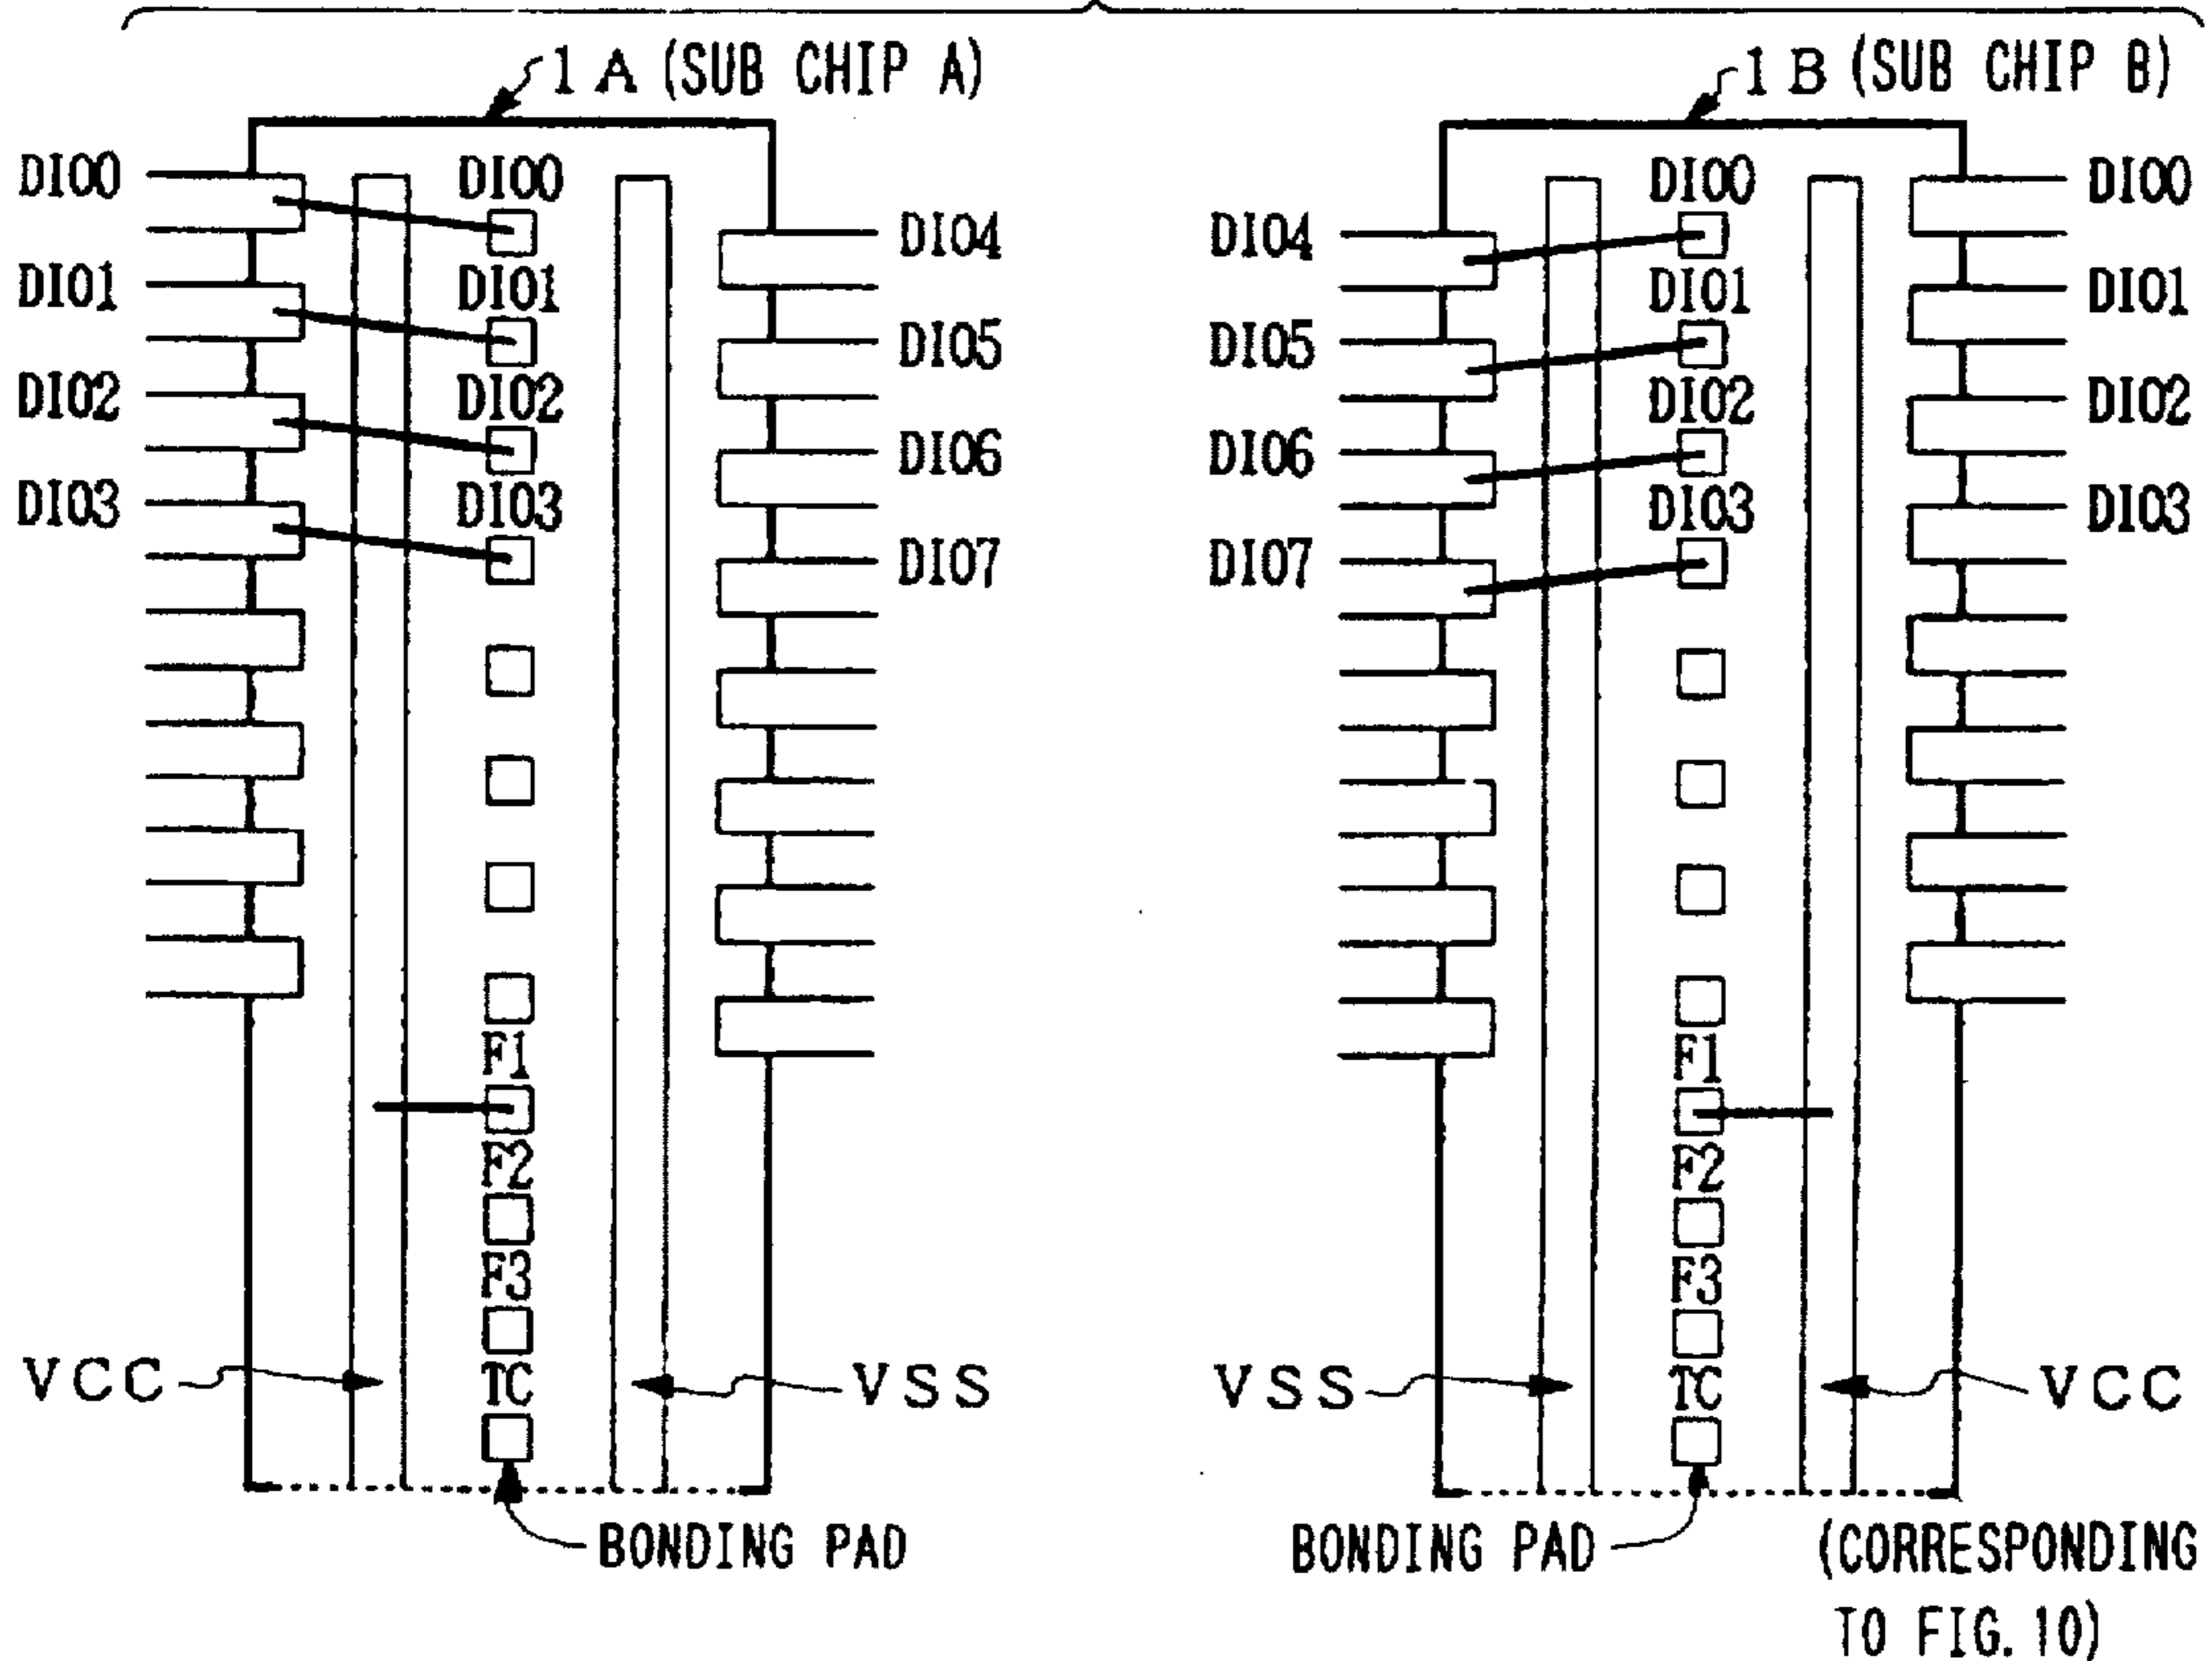 1A (SUB CHIP A)
DIO0
DIO1
DIO2
DIO3
DIO0
DIO1
DIO2
DIO3
DIO4
DIO5
DIO6
DIO7
F1
F2
F3
TC
VCC
VSS
BONDING PAD
1B (SUB CHIP B)
DIO4
DIO5
DIO6
DIO7
DIO0
DIO1
DIO2
DIO3
DIO0
DIO1
DIO2
DIO3
F1
F2
F3
TC
VSS
VCC
BONDING PAD
(CORRESPONDING
TO FIG. 10)